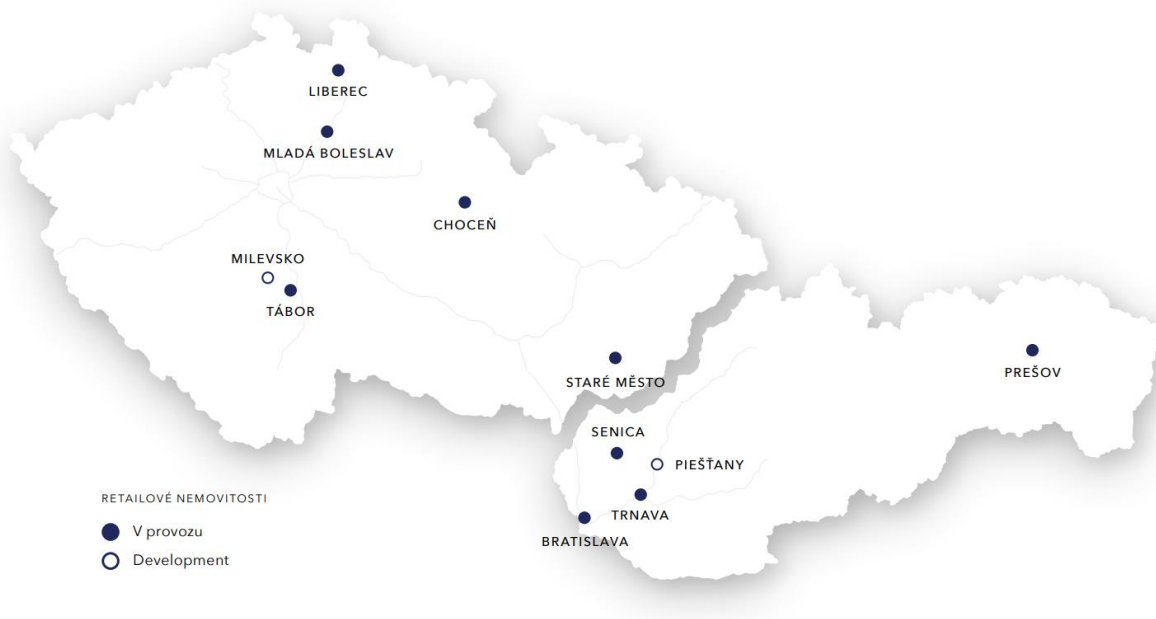 LIBEREC
MLADÁ BOLESLAV
CHOCEŇ
MILEVSKO
TÁBOR
STARÉ MĚSTO
PREŠOV
SENICA
PIEŠŤANY
TRNAVA
BRATISLAVA
RETAILOVÉ NEMOVITOSTI
V provozu
Development